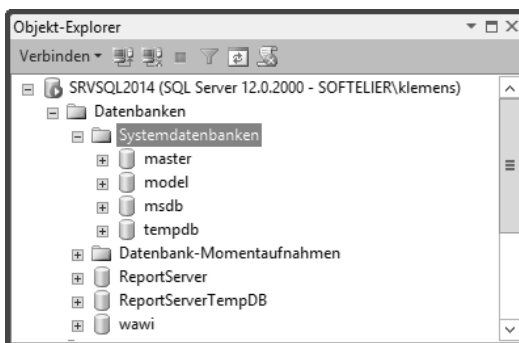 Objekt-Explorer
Verbinden
SRVSQL2014 (SQL Server 12.0.2000 - SOFTELIER\klemens)
Datenbanken
Systemdatenbanken
master
model
msdb
tempdb
Datenbank-Momentaufnahmen
ReportServer
ReportServerTempDB
wawi